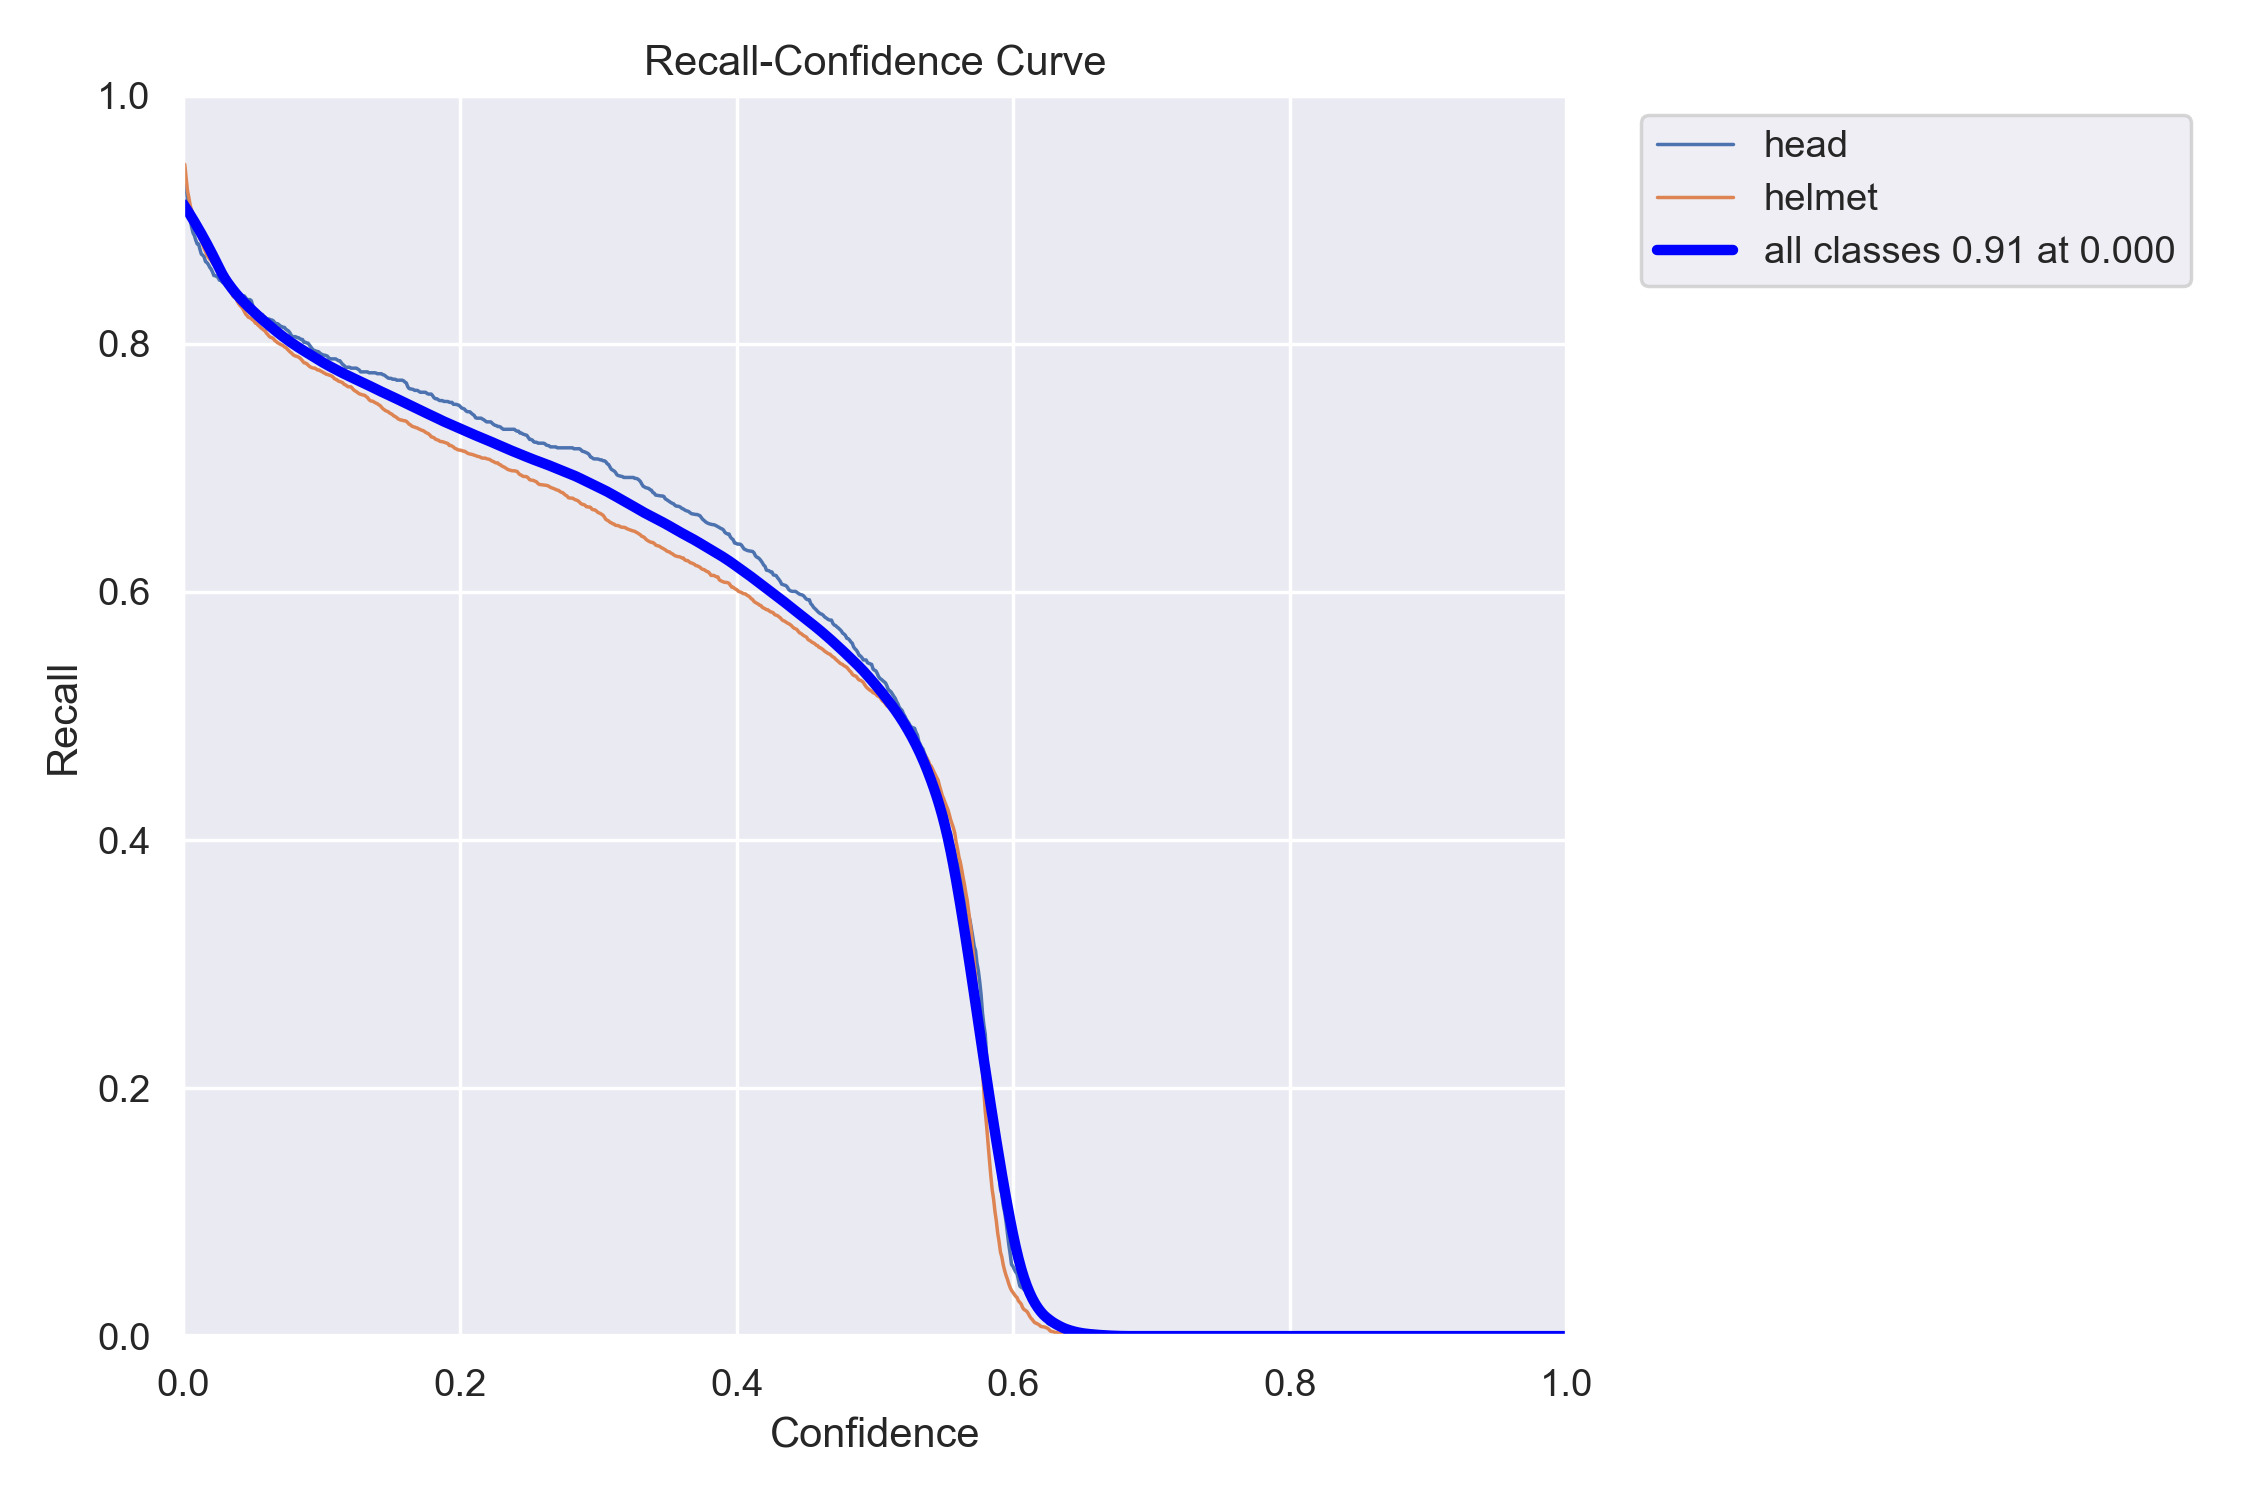 Recall-Confidence Curve
1.0
0.8
0.6
0.4
0.2
0.0
Recall
0.0 0.2 0.4 0.6 0.8 1.0
Confidence
head
helmet
all classes 0.91 at 0.000